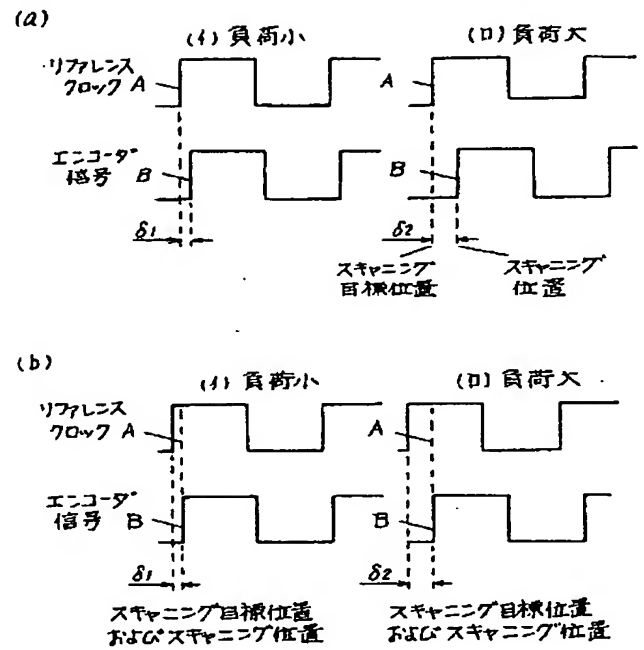 (a)
(イ) 負荷小
(ロ) 負荷大
リファレンス
クロック A
A
エンコーダ
信号 B
B
δ1
δ2
スキャニング
目標位置
スキャニング
位置
(b)
(イ) 負荷小
(ロ) 負荷大
リファレンス
クロック A
A
エンコーダ
信号 B
B
δ1
δ2
スキャニング目標位置
およびスキャニング位置
スキャニング目標位置
およびスキャニング位置